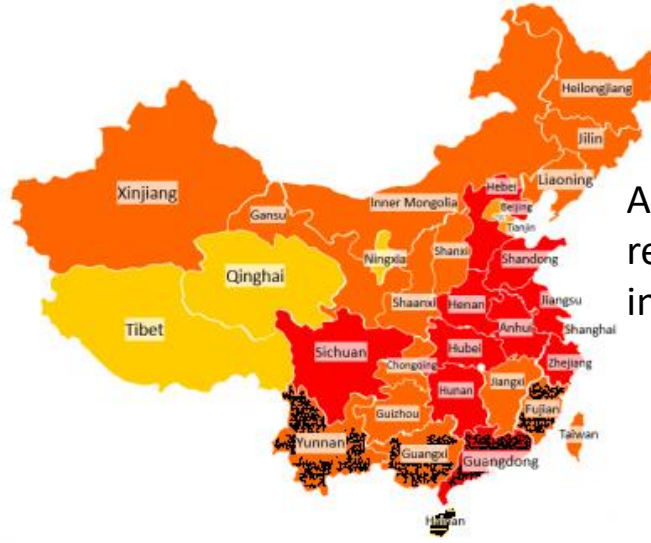 Heilongjiang
Jilin
Liaoning
Xinjiang
Inner Mongolia
Hebei
Beijing
Tianjin
Gansu
Ningxia
Shanxi
Shandong
Qinghai
Shaanxi
Henan
Jiangsu
Tibet
Anhui
Shanghai
Sichuan
Hubei
Zhejiang
Chongqing
Hunan
Jiangxi
Guizhou
Fujian
Yunnan
Guangxi
Taiwan
Guangdong
A
re
in